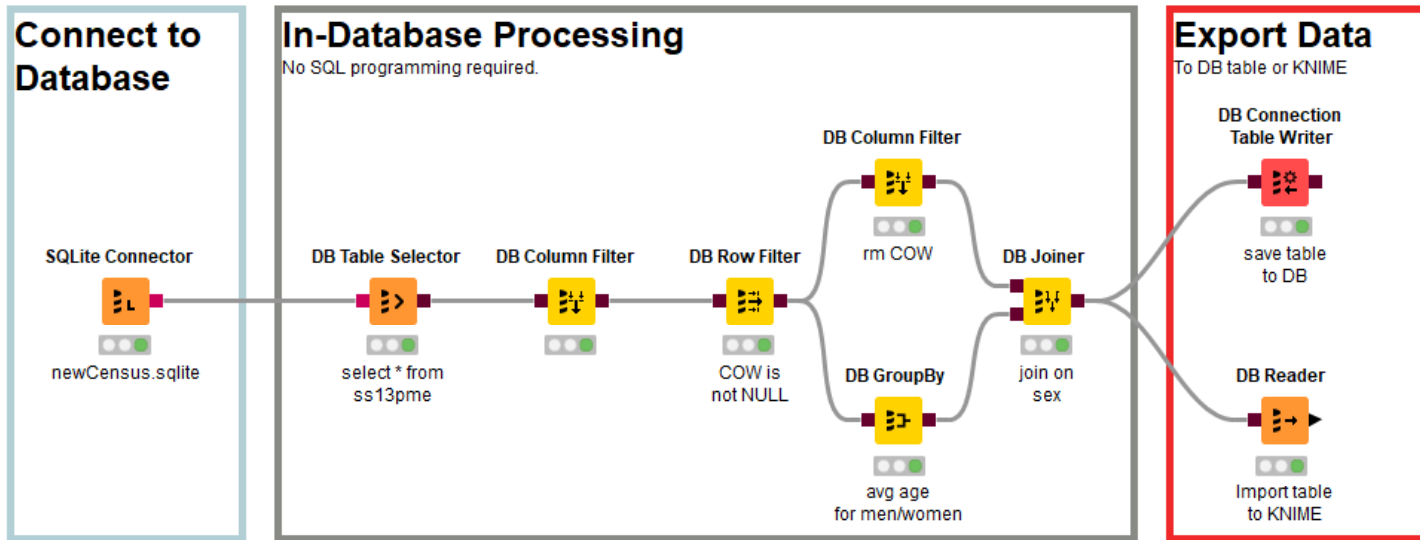 Connect to
Database
In-Database Processing
No SQL programming required.
Export Data
To DB table or KNIME
SQLite Connector
newCensus.sqlite
DB Table Selector
select * from
ss13pme
DB Column Filter
DB Row Filter
COW is
not NULL
DB Column Filter
rm COW
DB GroupBy
avg age
for men/women
DB Joiner
join on
sex
DB Connection
Table Writer
save table
to DB
DB Reader
Import table
to KNIME